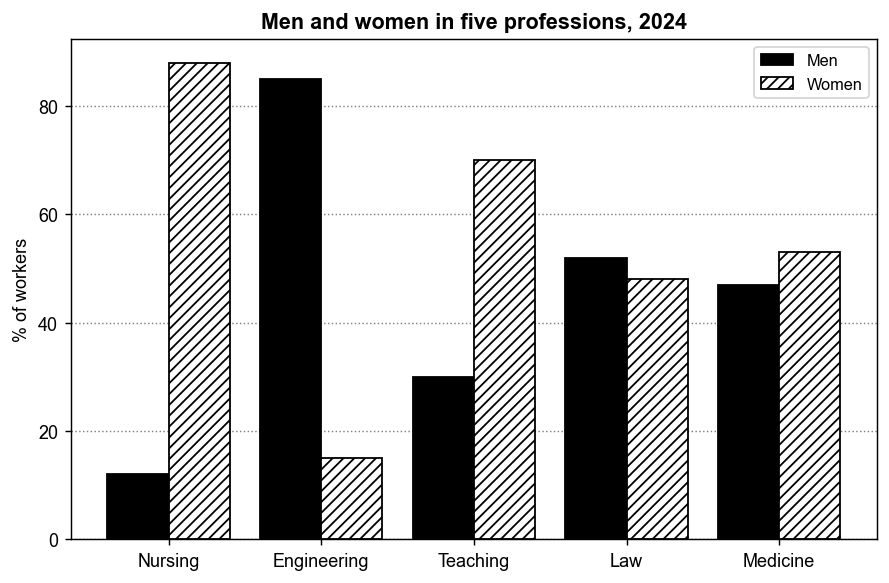 Men and women in five professions, 2024
Men
Women
% of workers
80
60
40
20
0
Nursing Engineering Teaching Law Medicine